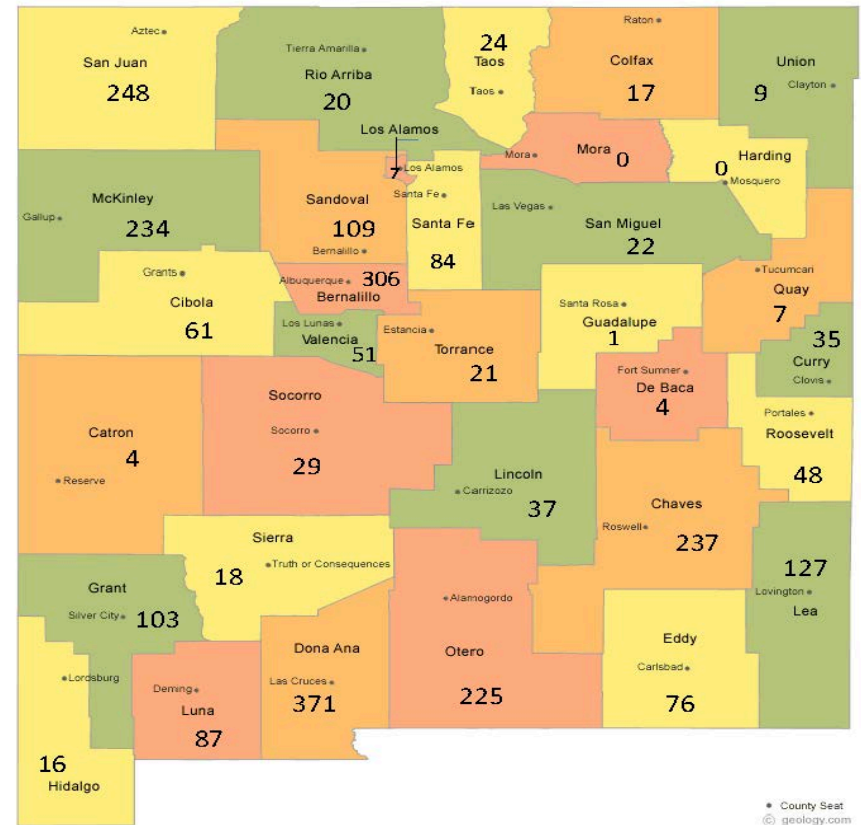 Aztec
San Juan
248
Tierra Amarilla
Rio Arriba
20
24
Taos
Taos
Raton
Colfax
17
Union
9
Clayton
Los Alamos
7
Los Alamos
Mora
Mora
0
Harding
0
Mosquero
McKinley
Gallup
234
Sandoval
109
Bernalillo
Santa Fe
Santa Fe
84
Las Vegas
San Miguel
22
Tucumcari
Quay
7
Grants
Cibola
61
Albuquerque
306
Bernalillo
Los Lunas
Valencia
51
Estancia
Torrance
21
Santa Rosa
Guadalupe
1
35
Curry
Clovis
Fort Sumner
De Baca
4
Portales
Roosevelt
48
Catron
4
Reserve
Socorro
Socorro
29
Lincoln
Carrizozo
37
Chaves
Roswell
237
Sierra
18
Truth or Consequences
127
Lovington
Lea
Grant
Silver City
103
Dona Ana
Las Cruces
371
Alamogordo
Otero
225
Eddy
Carlsbad
76
Lordsburg
16
Hidalgo
Deming
Luna
87
County Seat
© geology.com